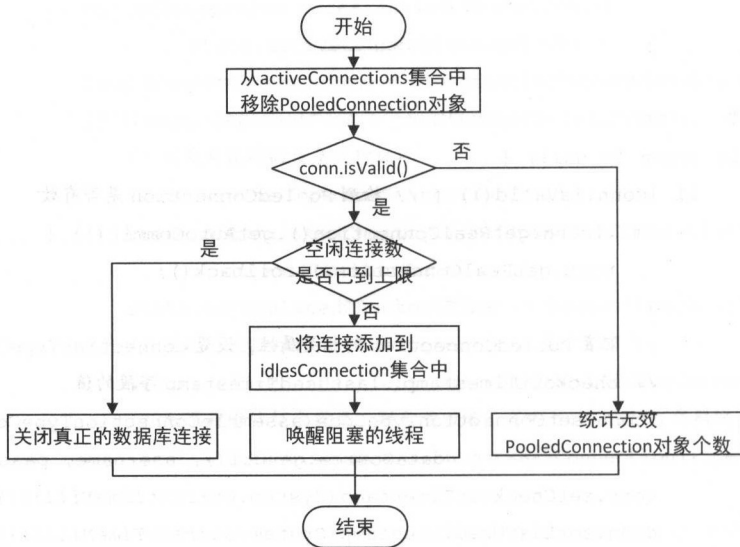 开始
从activeConnections集合中
移除PooledConnection对象
conn.isValid()
否
是
是
空闲连接数
是否已到上限
否
将连接添加到
idlesConnection集合中
关闭真正的数据库连接
唤醒阻塞的线程
统计无效
PooledConnection对象个数
结束